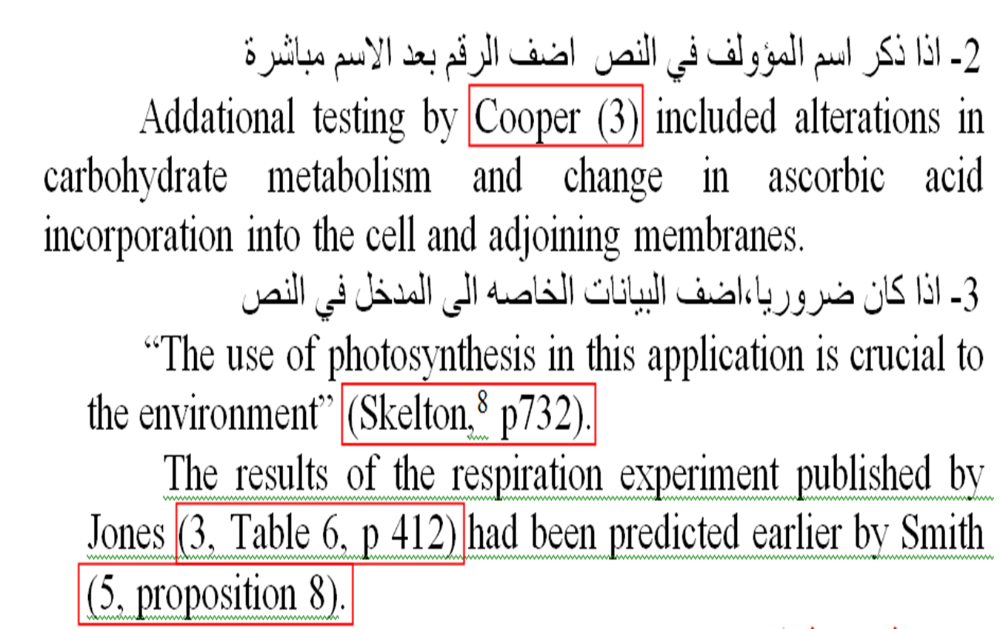 2- اذا ذكر اسم المؤولف في النص اضف الرقم بعد الاسم مباشرة
Addational testing by Cooper (3) included alterations in
carbohydrate metabolism and change in ascorbic acid
incorporation into the cell and adjoining membranes.
3- اذا كان ضروريا،اضف البيانات الخاصه الى المدخل في النص
“The use of photosynthesis in this application is crucial to
the environment” (Skelton,⁸ p732).
The results of the respiration experiment published by
Jones (3, Table 6, p 412) had been predicted earlier by Smith
(5, proposition 8).